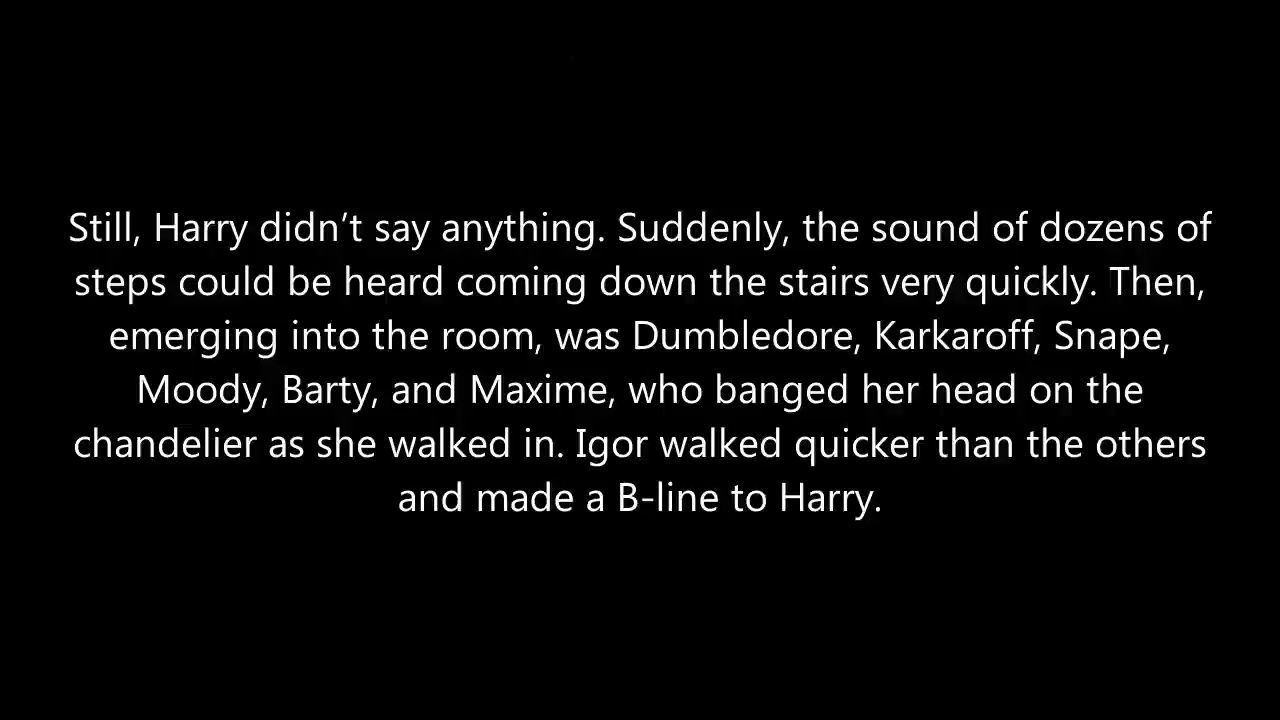 Still, Harry didn’t say anything. Suddenly, the sound of dozens of
steps could be heard coming down the stairs very quickly. Then,
emerging into the room, was Dumbledore, Karkaroff, Snape,
Moody, Barty, and Maxime, who banged her head on the
chandelier as she walked in. Igor walked quicker than the others
and made a B-line to Harry.